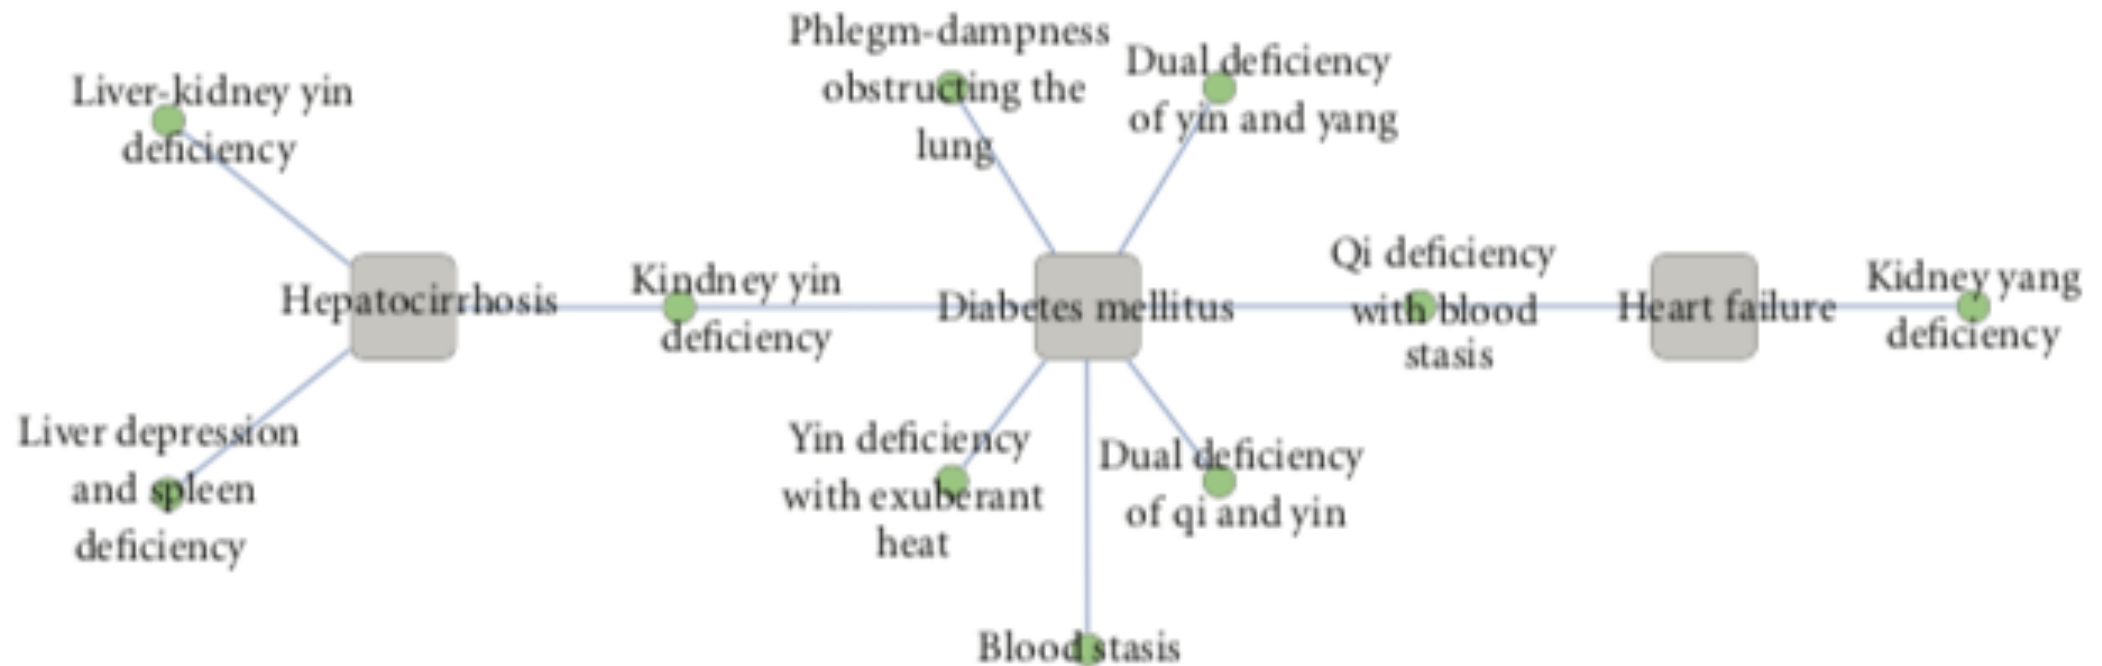 Phlegm-dampness
obstructing the
lung
Dual deficiency
of yin and yang
Liver-kidney yin
deficiency
Hepatocirrhosis
Kindney yin
deficiency
Diabetes mellitus
Qi deficiency
with blood
stasis
Heart failure
Kidney yang
deficiency
Liver depression
and spleen
deficiency
Yin deficiency
with exuberant
heat
Dual deficiency
of qi and yin
Blood stasis